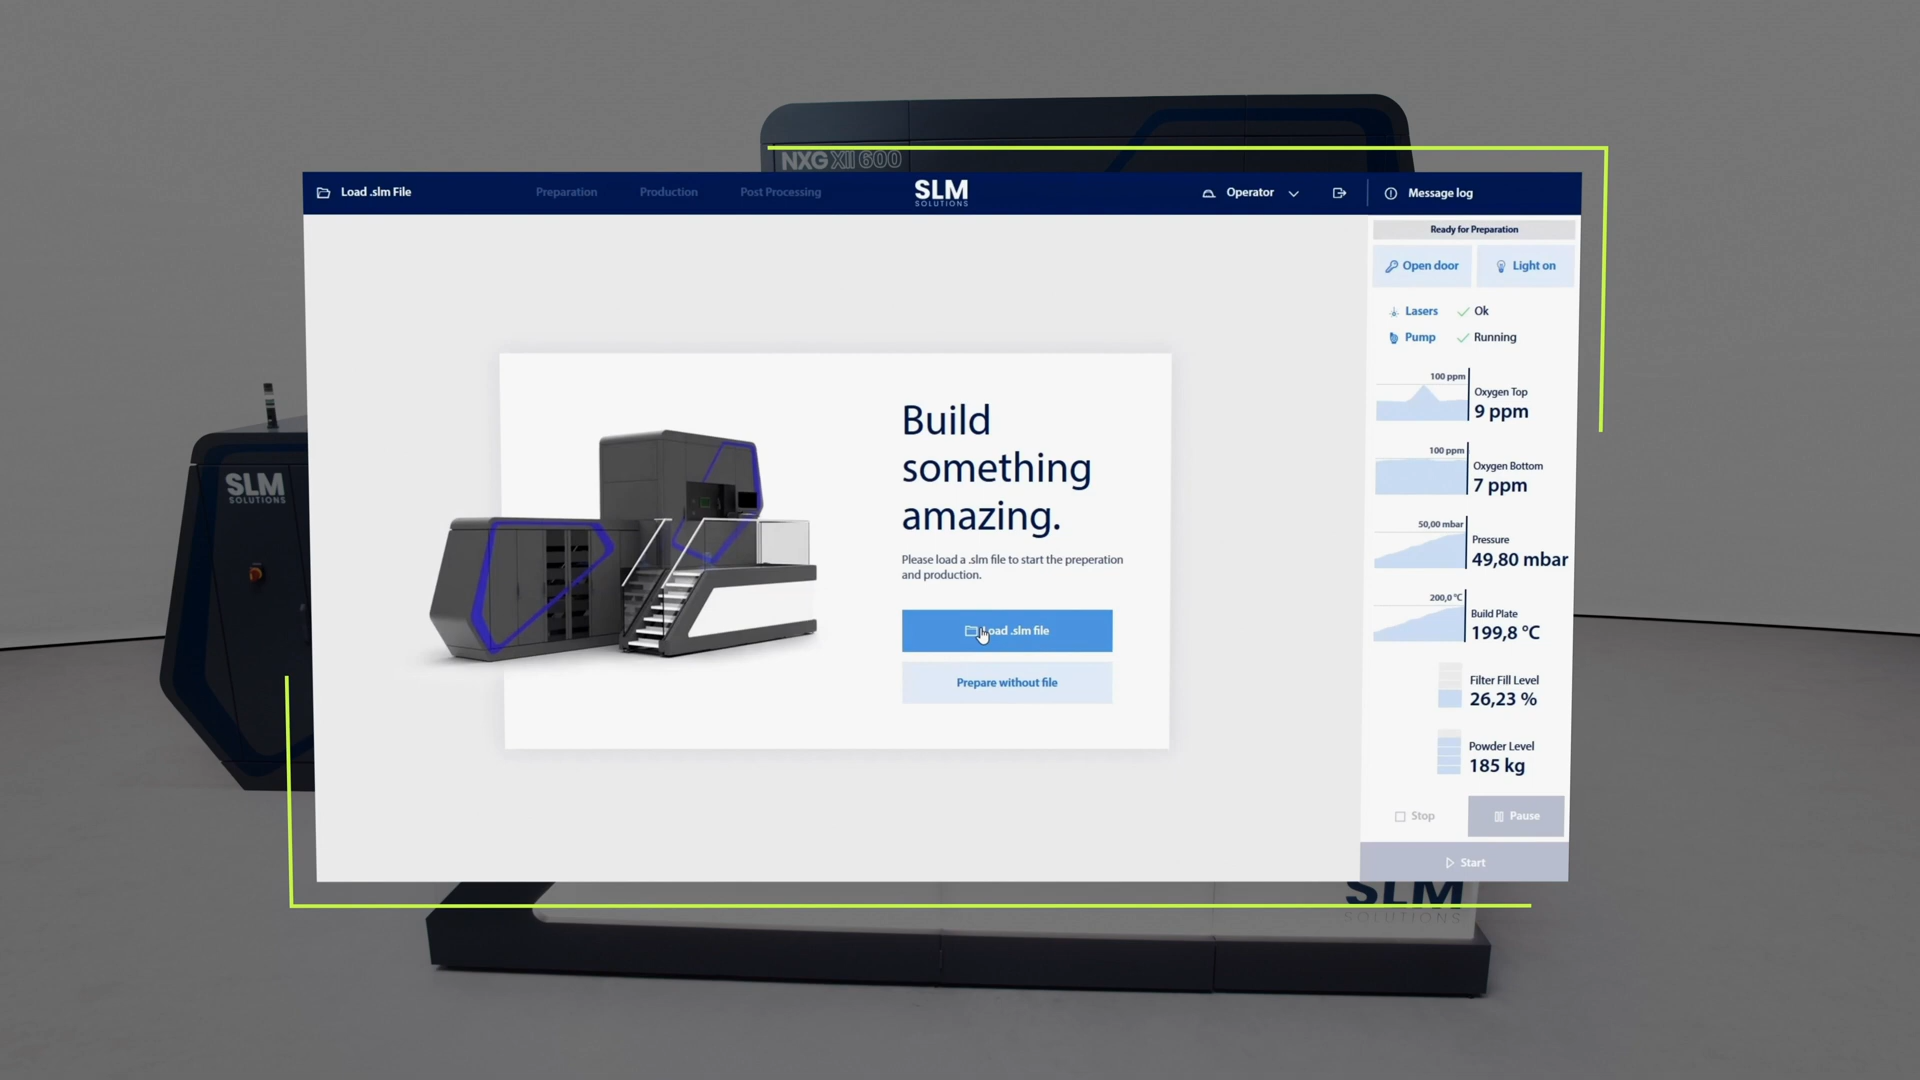 NXG XII 600
Load .slm File
Preparation
Production
Post Processing
SLM
SOLUTIONS
Operator
Message log
Ready for Preparation
Open door
Light on
Lasers
Ok
Pump
Running
100 ppm
Oxygen Top
9 ppm
100 ppm
Oxygen Bottom
7 ppm
50,00 mbar
Pressure
49,80 mbar
200,0 °C
Build Plate
199,8 °C
Filter Fill Level
26,23 %
Powder Level
185 kg
Stop
Pause
Start
Build
something
amazing.
Please load a .slm file to start the preperation
and production.
Load .slm file
Prepare without file
SLM
SOLUTIONS
SLM
SOLUTIONS